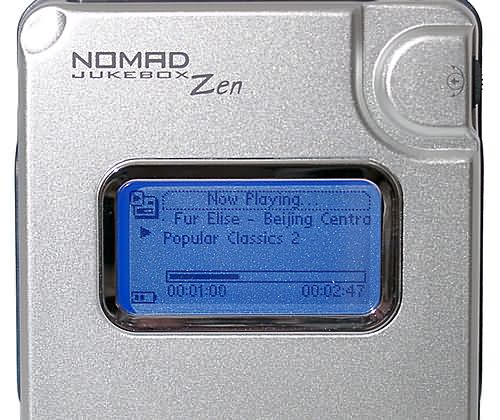 NOMAD
JUKEBOX Zen
Now Playing...
Fur Elise - Beijing Centra
Popular Classics 2
00:01:00 00:02:47